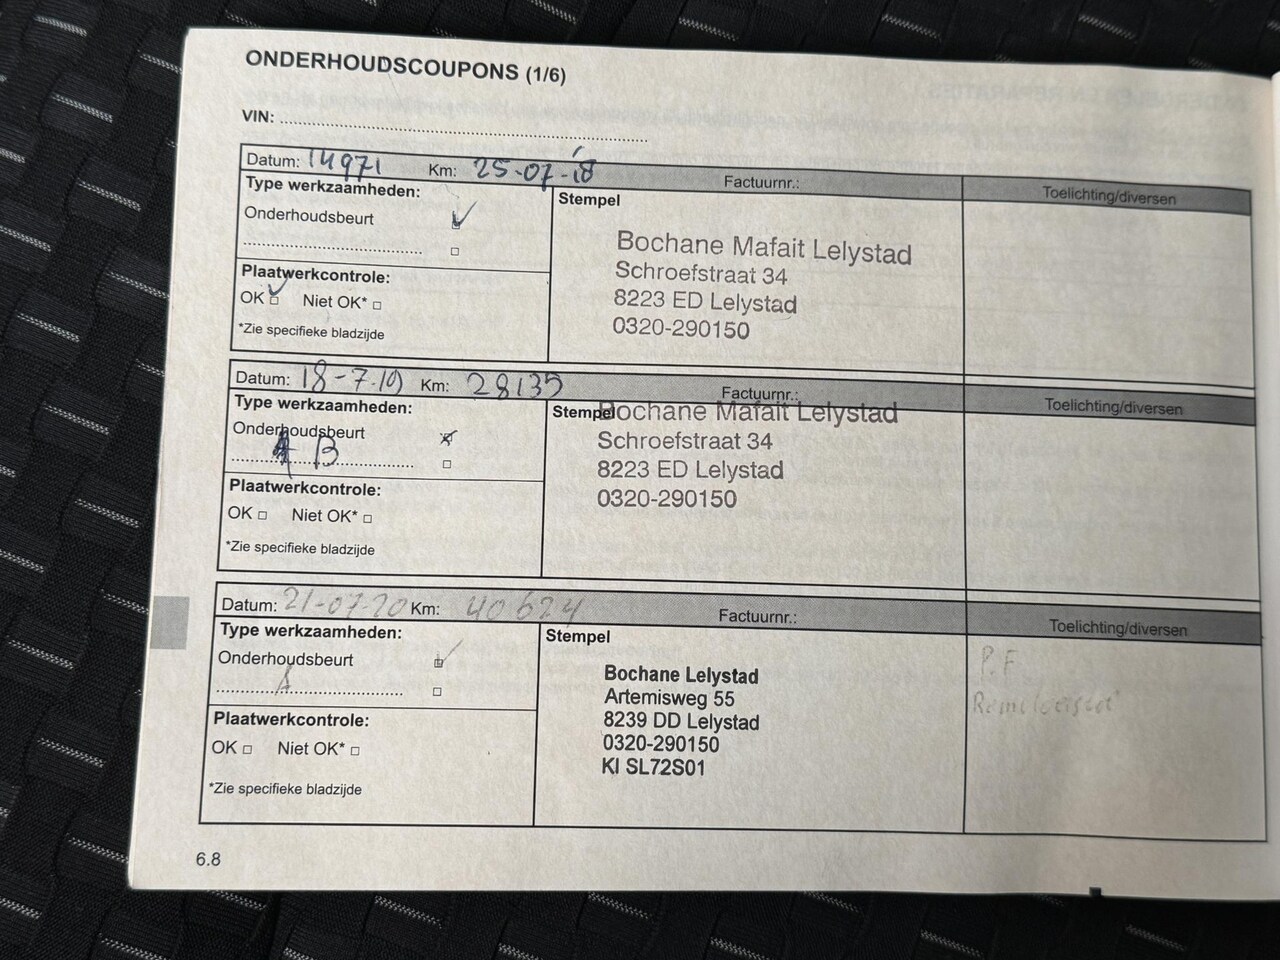 ONDERHOUDSCOUPONS (1/6)
VIN:
Datum: 14971 Km: 25-07-18 Factuurnr.: Toelichting/diversen
Type werkzaamheden:
Onderhoudsbeurt
Plaatwerkcontrole:
OK Niet OK*
*Zie specifieke bladzijde
Stempel
Bochane Mafait Lelystad
Schroefstraat 34
8223 ED Lelystad
0320-290150
Datum: 18-7-19 Km: 28135 Factuurnr.: Toelichting/diversen
Type werkzaamheden:
Onderhoudsbeurt
B
Plaatwerkcontrole:
OK Niet OK*
*Zie specifieke bladzijde
Stempel
Bochane Mafait Lelystad
Schroefstraat 34
8223 ED Lelystad
0320-290150
Datum: 21-07-20 Km: 40624 Factuurnr.: Toelichting/diversen
Type werkzaamheden:
Onderhoudsbeurt
A
Plaatwerkcontrole:
OK Niet OK*
*Zie specifieke bladzijde
Stempel
Bochane Lelystad
Artemisweg 55
8239 DD Lelystad
0320-290150
KI SL72S01
P.F
6.8